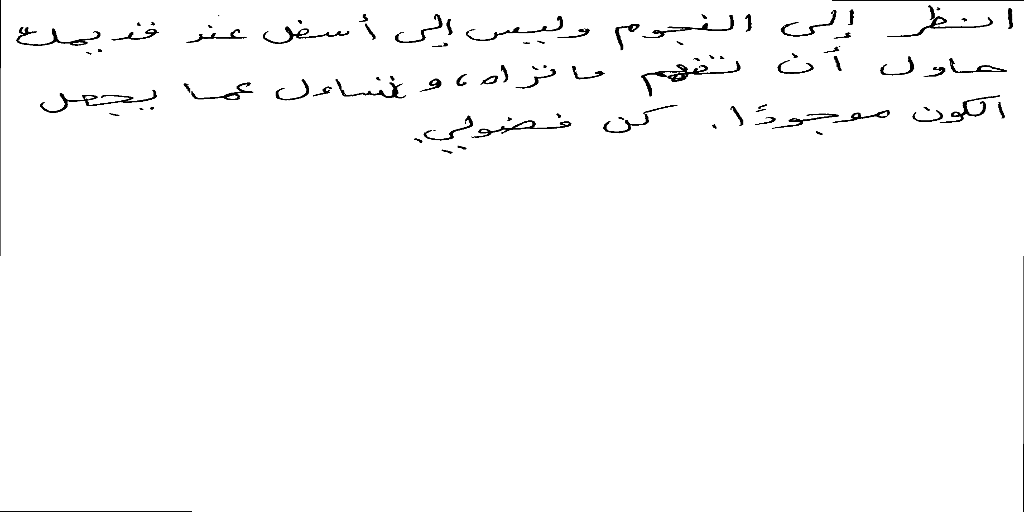 انظر إلى النجوم وليس إلى أسفل عند قدميك
حاول أن تفهم ما تراه، وتتساءل عما يجعل
الكون موجودًا. كن فضولي.